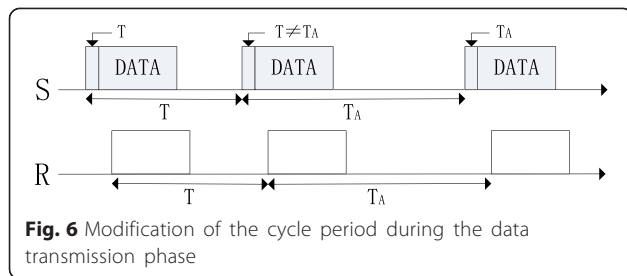 T T≠TA TA
DATA DATA DATA
S
T TA
R
T TA
Fig. 6 Modification of the cycle period during the data
transmission phase